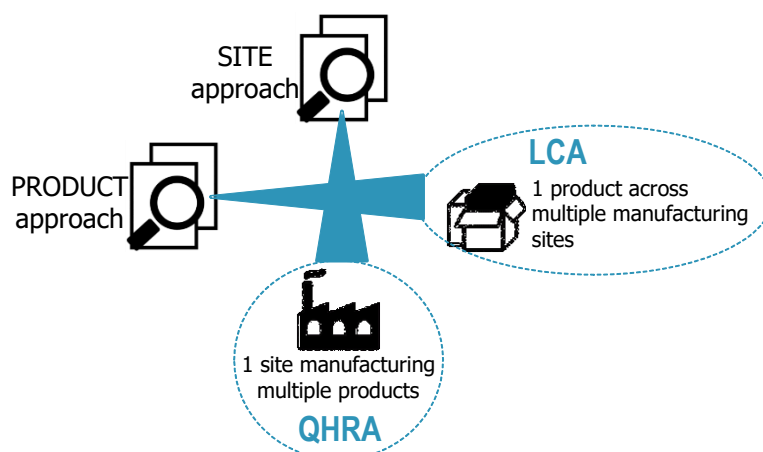 SITE
approach
PRODUCT
approach
LCA
1 product across
multiple manufacturing
sites
1 site manufacturing
multiple products
QHRA